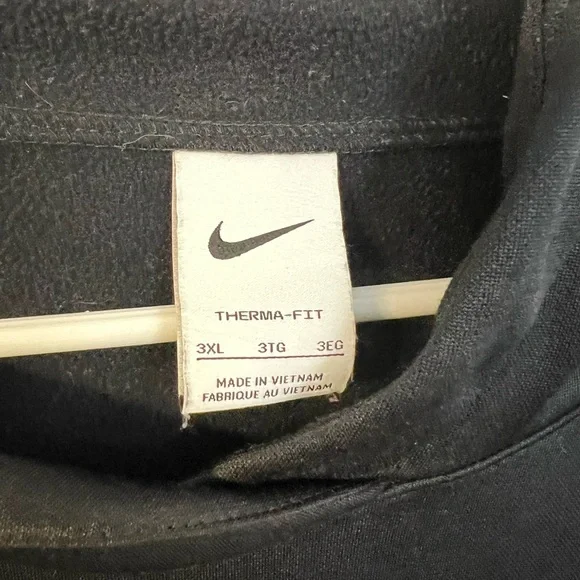 THERMA-FIT
3XL 3TG 3EG
MADE IN VIETNAM
FABRIQUE AU VIETNAM